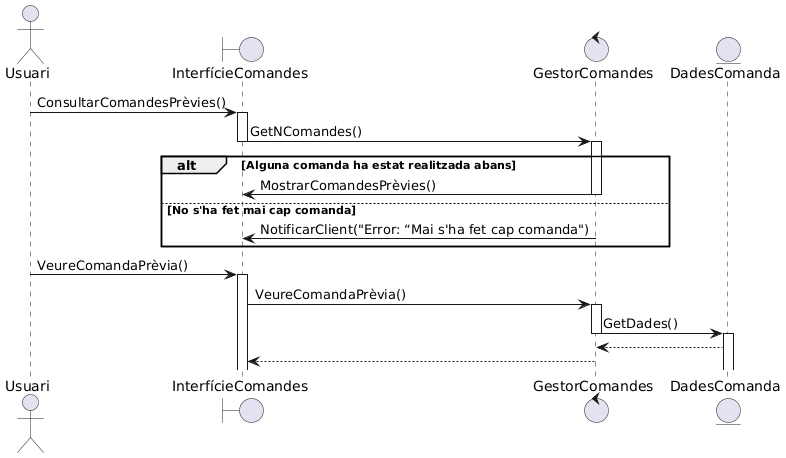 Usuari InterfícieComandes GestorComandes DadesComanda
ConsultarComandesPrèvies()
GetNComandes()
alt [Alguna comanda ha estat realitzada abans]
MostrarComandesPrèvies()
[No s'ha fet mai cap comanda]
NotificarClient("Error: “Mai s'ha fet cap comanda")
VeureComandaPrèvia()
VeureComandaPrèvia()
GetDades()
Usuari InterfícieComandes GestorComandes DadesComanda